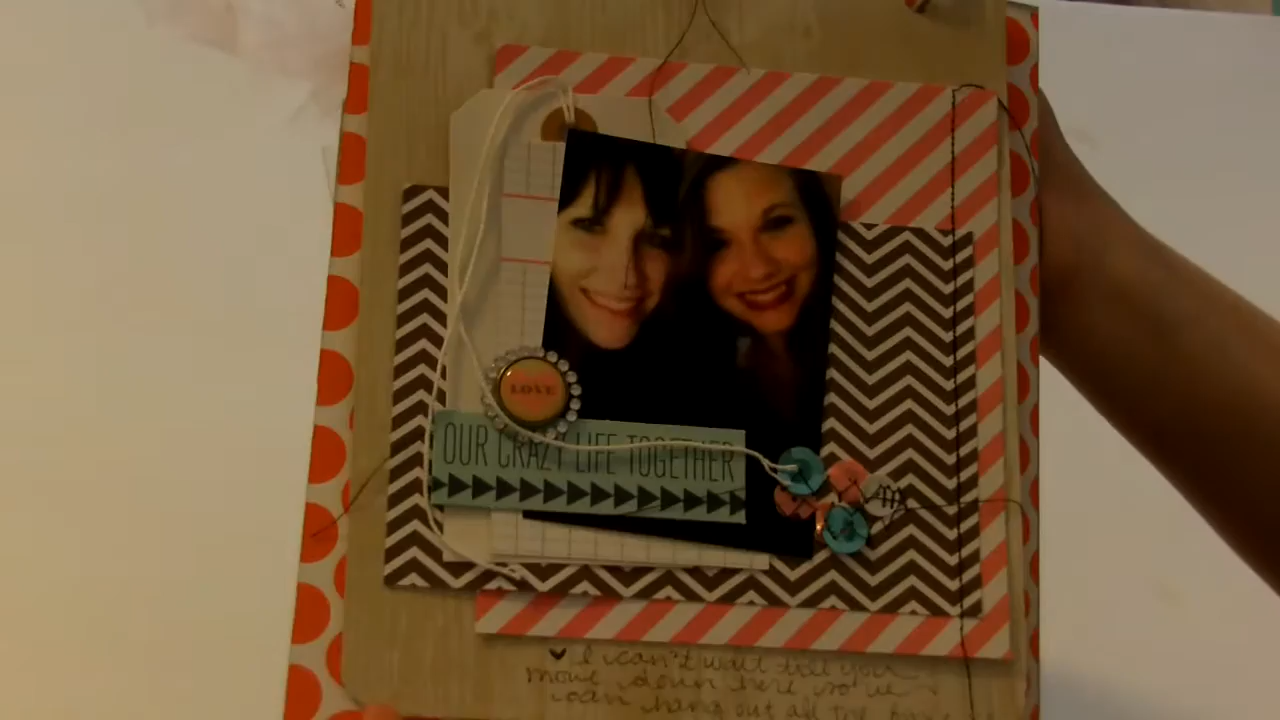 LOVE
OUR CRAZY LIFE TOGETHER
m
I can't wait till you
move down here so we
can hang out all the